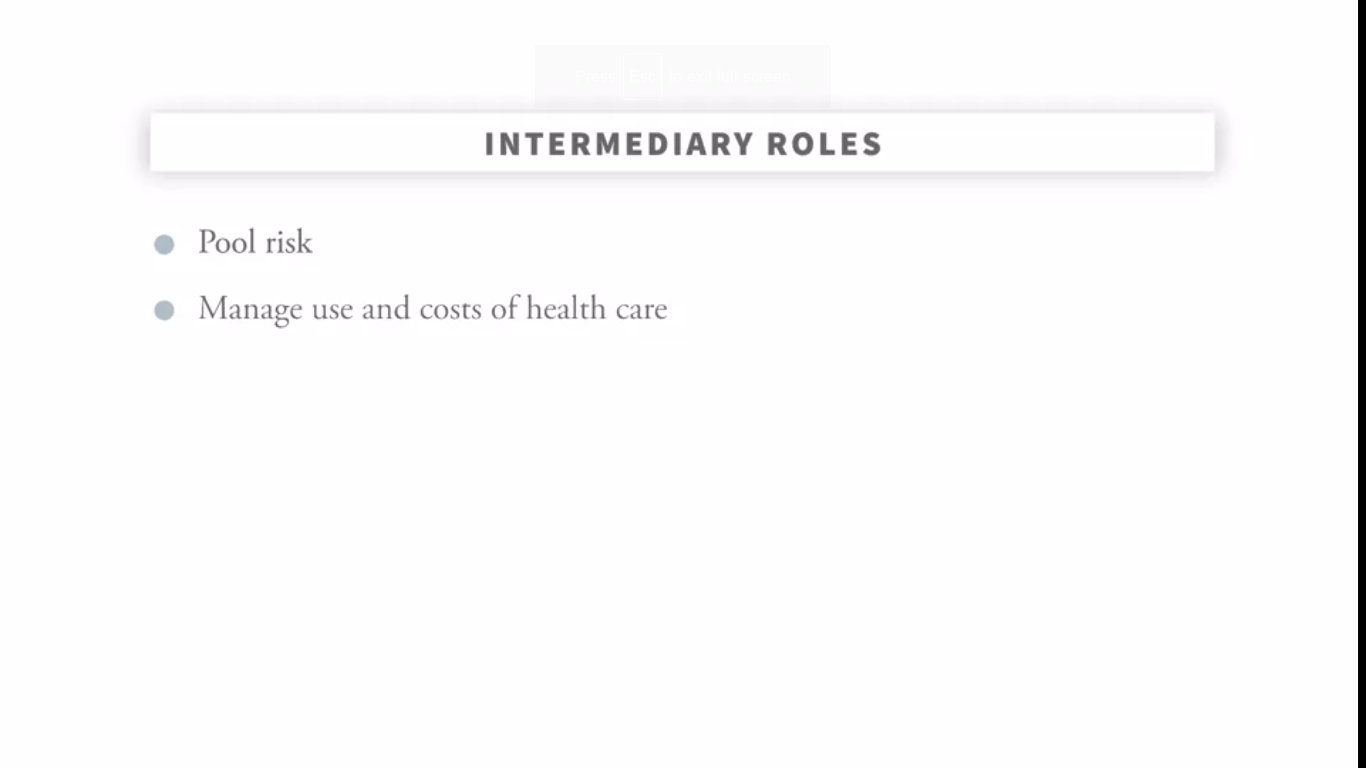 Press Esc to exit full screen
INTERMEDIARY ROLES
Pool risk
Manage use and costs of health care